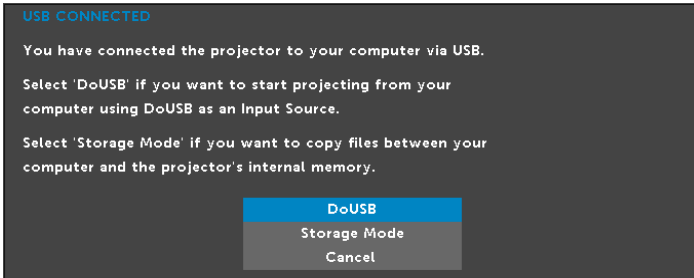 USB CONNECTED
You have connected the projector to your computer via USB.
Select 'DoUSB' if you want to start projecting from your
computer using DoUSB as an Input Source.
Select 'Storage Mode' if you want to copy files between your
computer and the projector's internal memory.
DoUSB
Storage Mode
Cancel